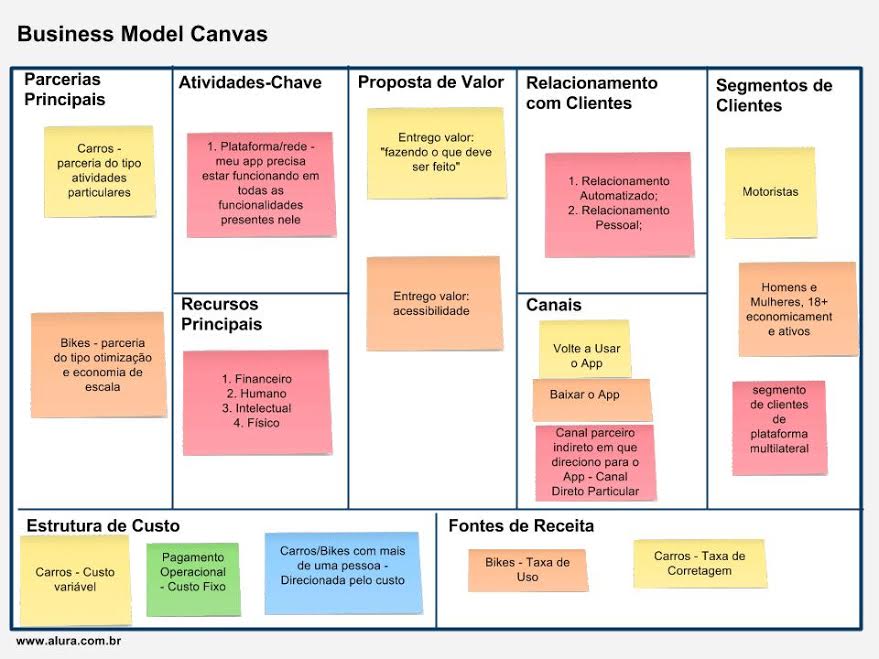 Business Model Canvas
Parcerias
Principais
Carros -
parceria do tipo
atividades
particulares
Bikes - parceria
do tipo otimização
e economia de
escala
Atividades-Chave
1. Plataforma/rede -
meu app precisa
estar funcionando em
todas as
funcionalidades
presentes nele
Recursos
Principais
1. Financeiro
2. Humano
3. Intelectual
4. Físico
Proposta de Valor
Entrego valor:
"fazendo o que deve
ser feito"
Entrego valor:
acessibilidade
Relacionamento
com Clientes
1. Relacionamento
Automatizado;
2. Relacionamento
Pessoal;
Canais
Volte a Usar
o App
Baixar o App
Canal parceiro
indireto em que
direciono para o
App - Canal
Direto Particular
Segmentos de
Clientes
Motoristas
Homens e
Mulheres, 18+
economicament
e ativos
segmento
de clientes
de
plataforma
multilateral
Estrutura de Custo
Carros - Custo
variável
Pagamento
Operacional
- Custo Fixo
Carros/Bikes com mais
de uma pessoa -
Direcionada pelo custo
Fontes de Receita
Bikes - Taxa de
Uso
Carros - Taxa de
Corretagem
www.alura.com.br